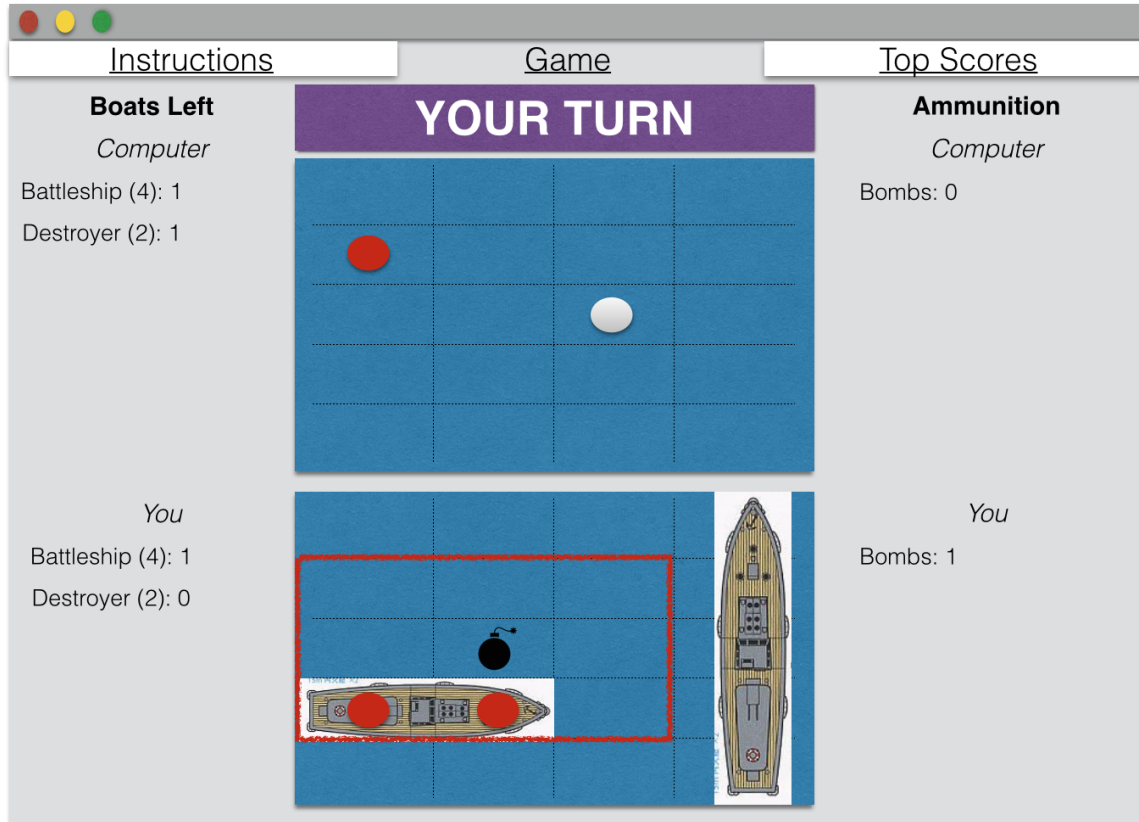 Instructions
Game
Top Scores
Boats Left
YOUR TURN
Ammunition
Computer
Computer
Battleship (4): 1
Bombs: 0
Destroyer (2): 1
You
You
Battleship (4): 1
Bombs: 1
Destroyer (2): 0